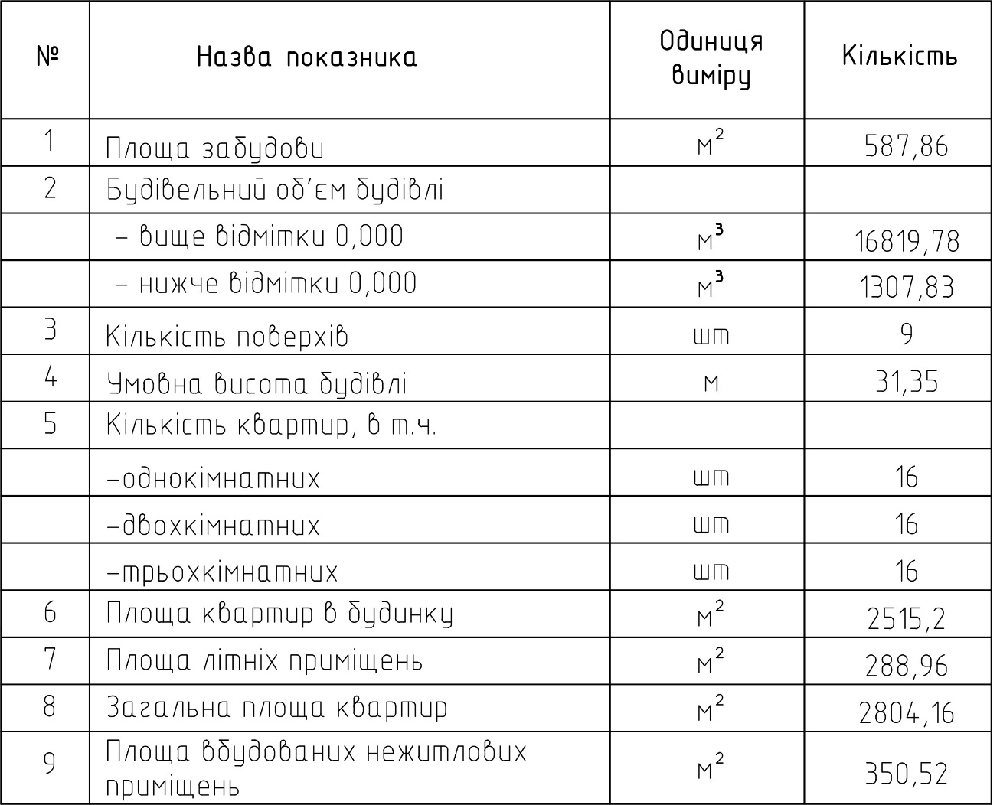 № Назва показника Одиниця виміру Кількість
1 Площа забудови м² 587,86
2 Будівельний об'єм будівлі
– вище відмітки 0,000 м³ 16819,78
– нижче відмітки 0,000 м³ 1307,83
3 Кількість поверхів шт 9
4 Умовна висота будівлі м 31,35
5 Кількість квартир, в т.ч.
–однокімнатних шт 16
–двохкімнатних шт 16
–трьохкімнатних шт 16
6 Площа квартир в будинку м² 2515,2
7 Площа літніх приміщень м² 288,96
8 Загальна площа квартир м² 2804,16
9 Площа вбудованих нежитлових
приміщень м² 350,52